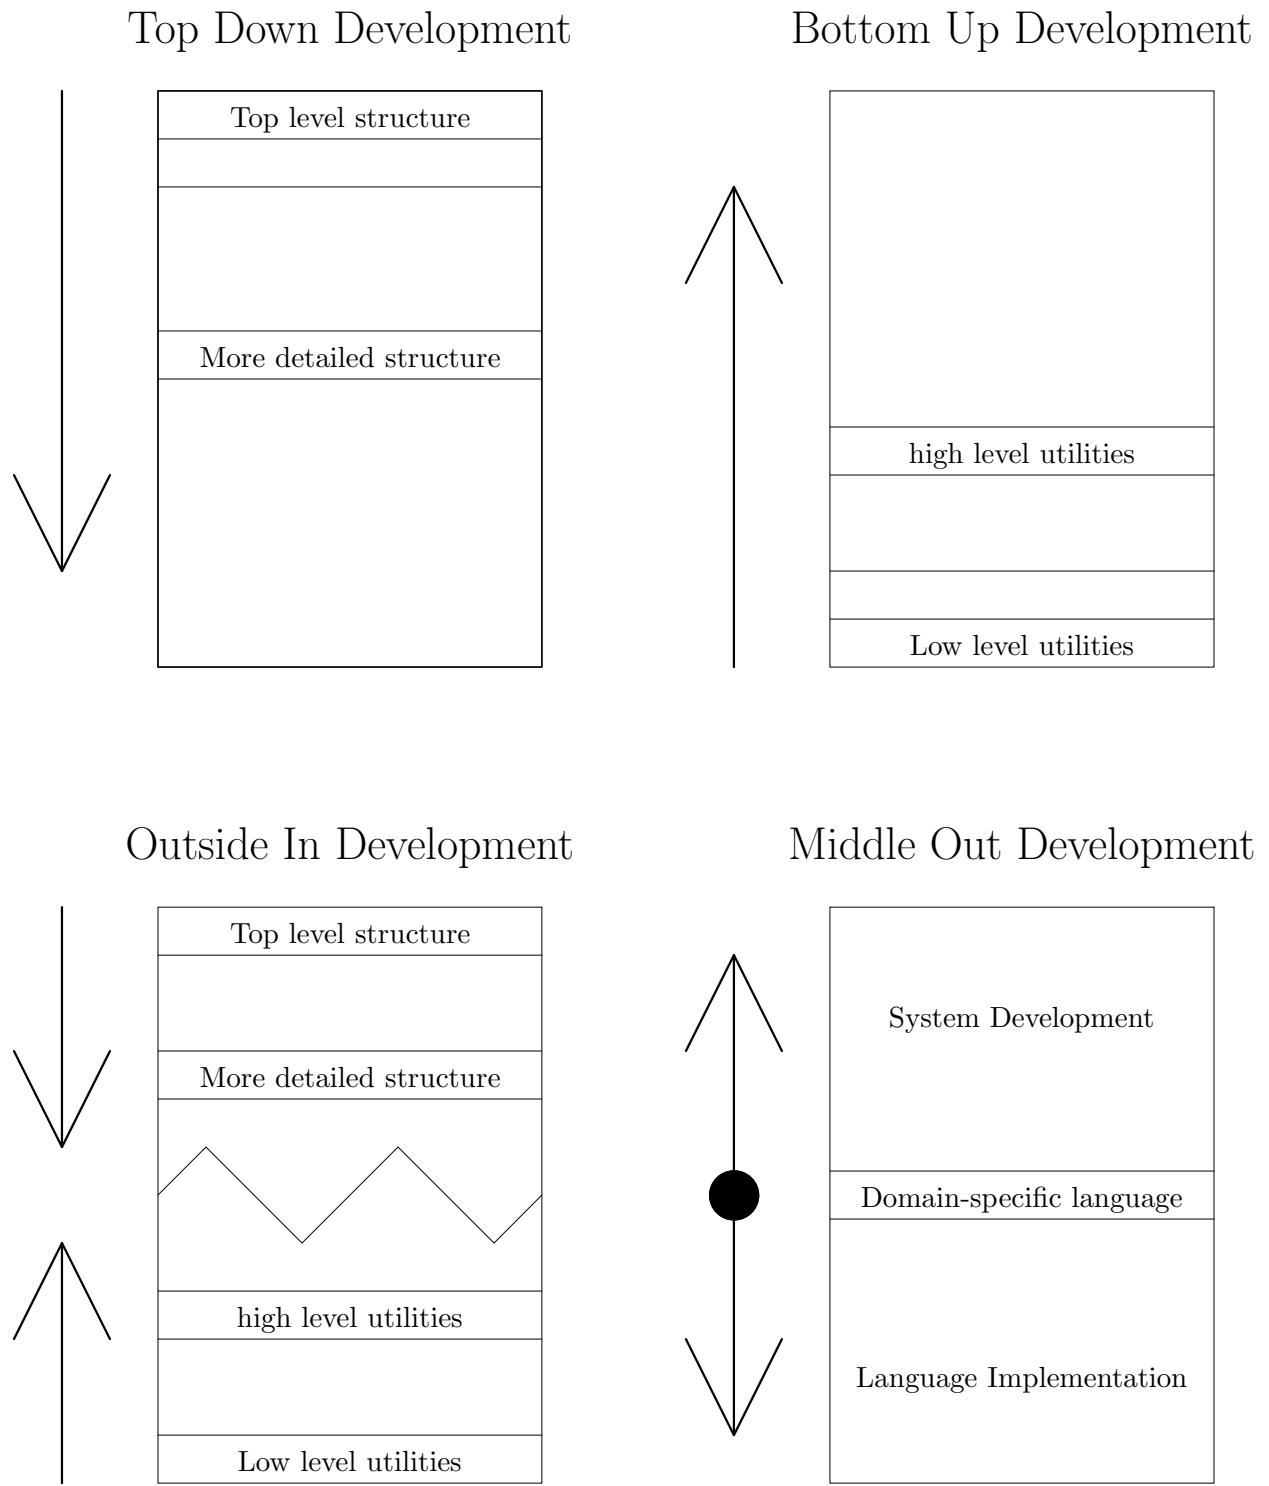 Top Down Development
Top level structure
More detailed structure
Bottom Up Development
high level utilities
Low level utilities
Outside In Development
Top level structure
More detailed structure
high level utilities
Low level utilities
Middle Out Development
System Development
Domain-specific language
Language Implementation